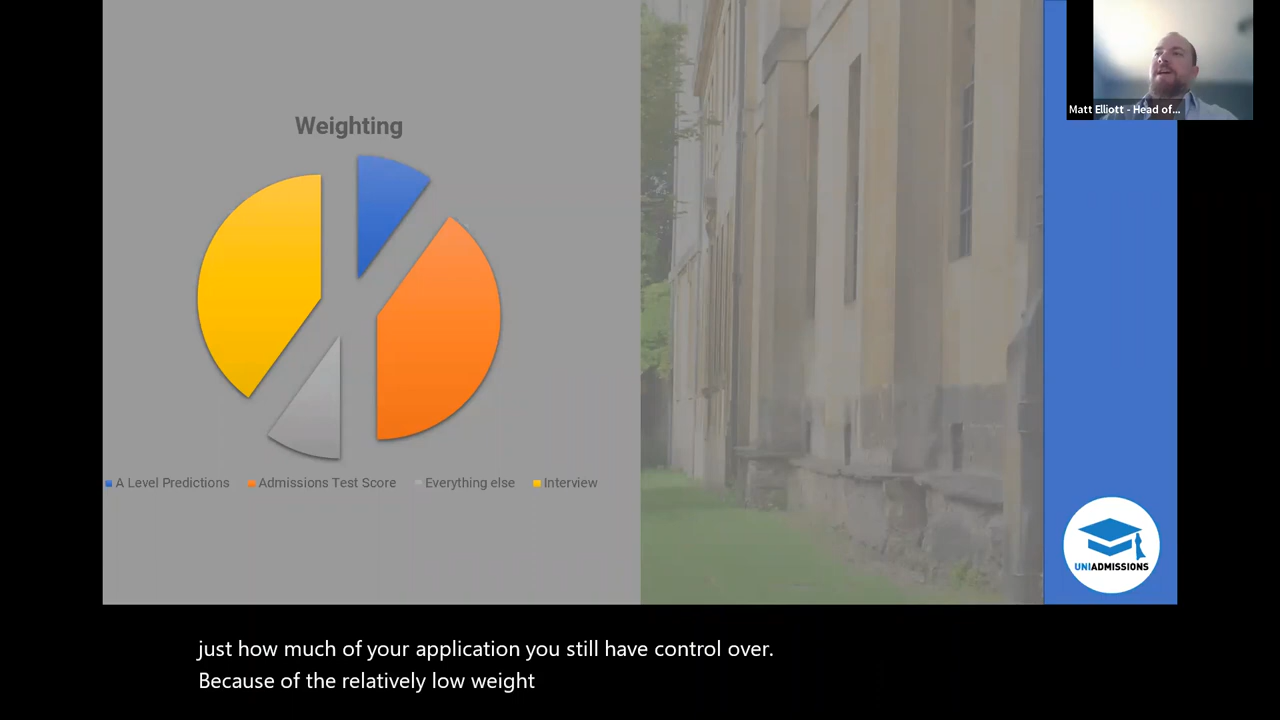 Matt Elliott - Head of...
Weighting
A Level Predictions
Admissions Test Score
Everything else
Interview
UNIADMISSIONS
just how much of your application you still have control over.
Because of the relatively low weight